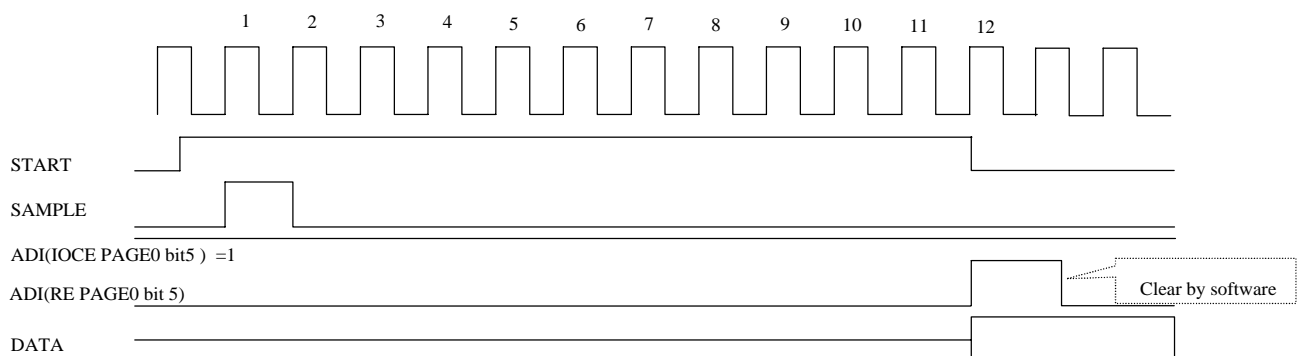 1 2 3 4 5 6 7 8 9 10 11 12
START
SAMPLE
ADI(IOCE PAGE0 bit5 ) =1
ADI(RE PAGE0 bit 5)
Clear by software
DATA